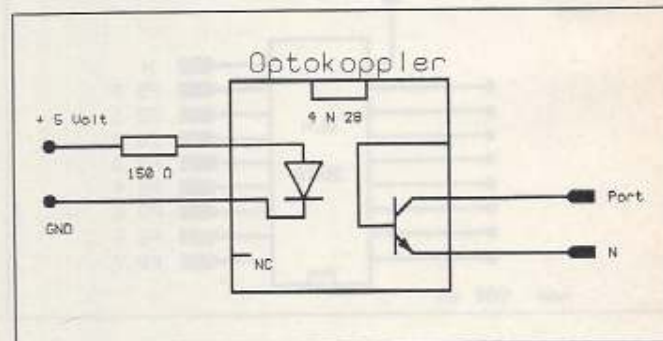 Optokoppler
4 N 28
+ 5 Volt
150 Ω
GND
NC
Port
N